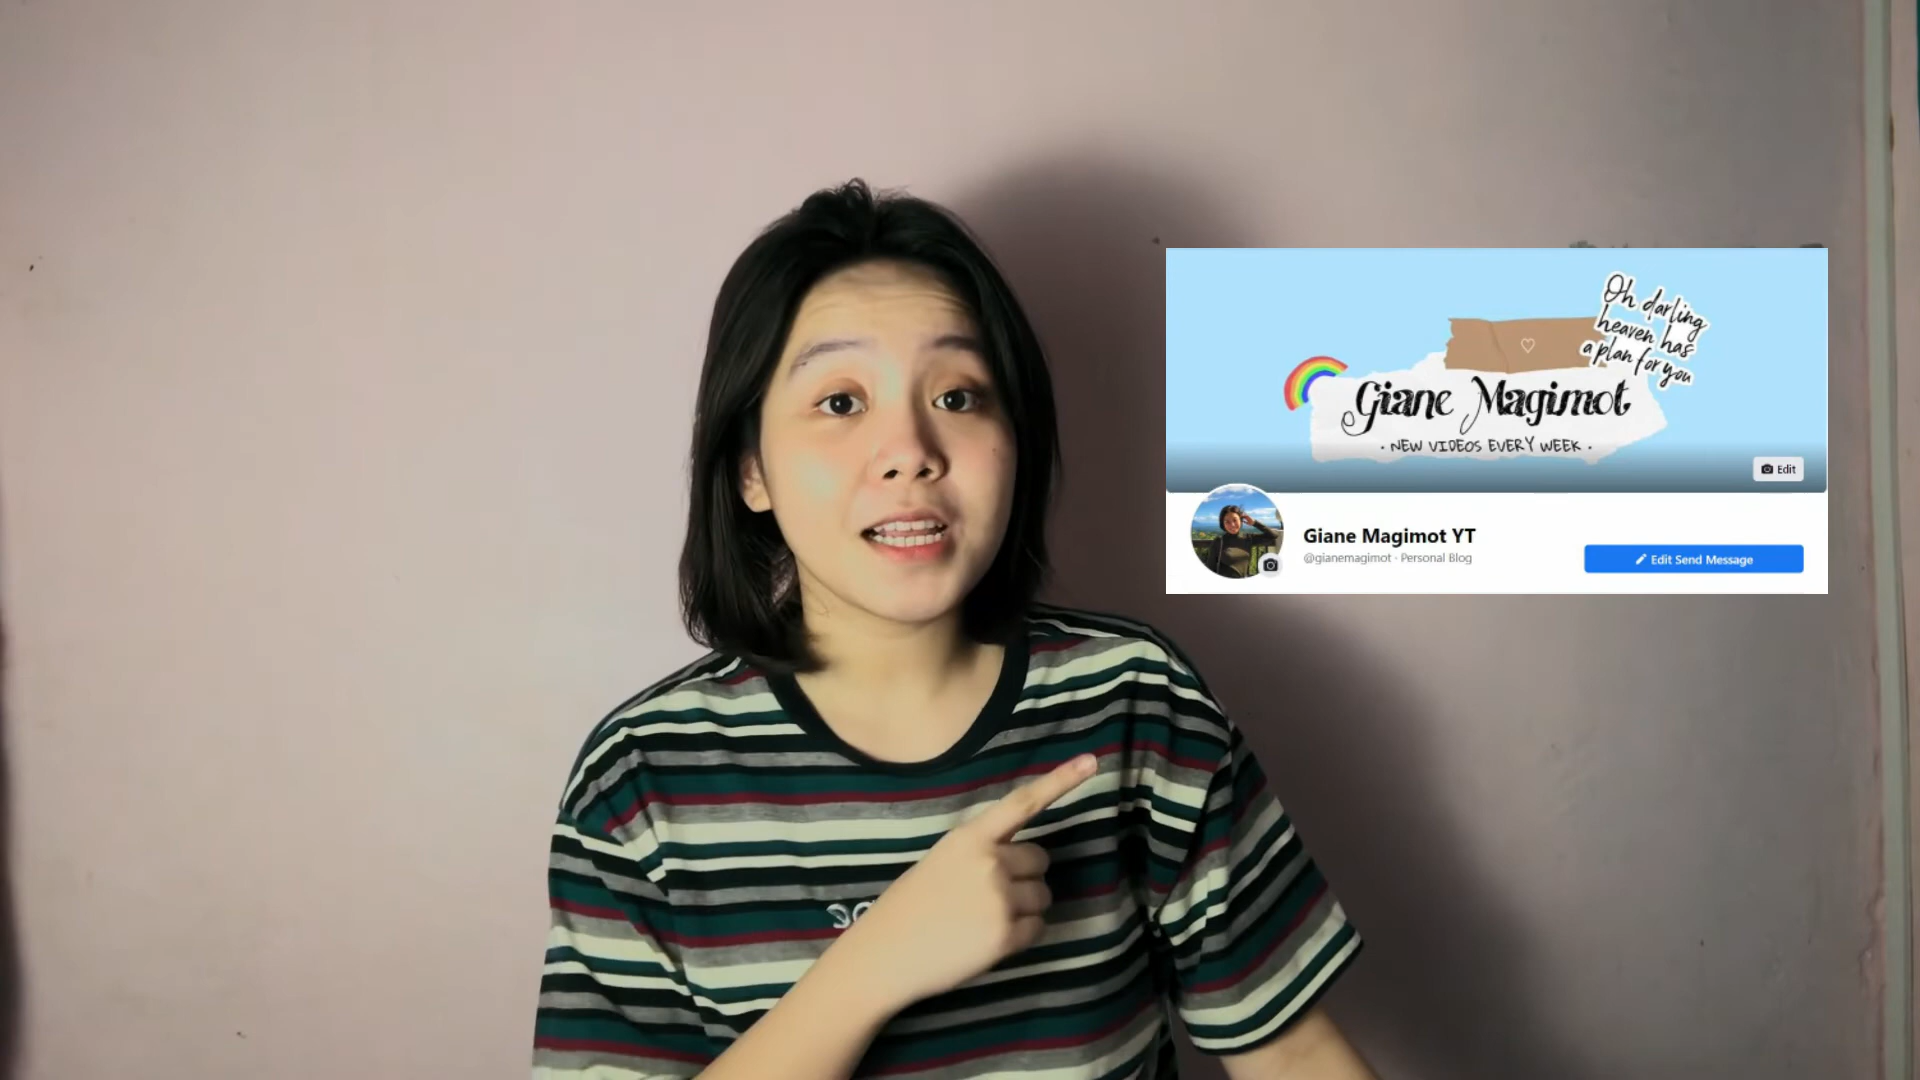 Oh darling
heaven has
a plan for you
Giane Magimot
• NEW VIDEOS EVERY WEEK •
Edit
Giane Magimot YT
@gianemagimot · Personal Blog
Edit Send Message